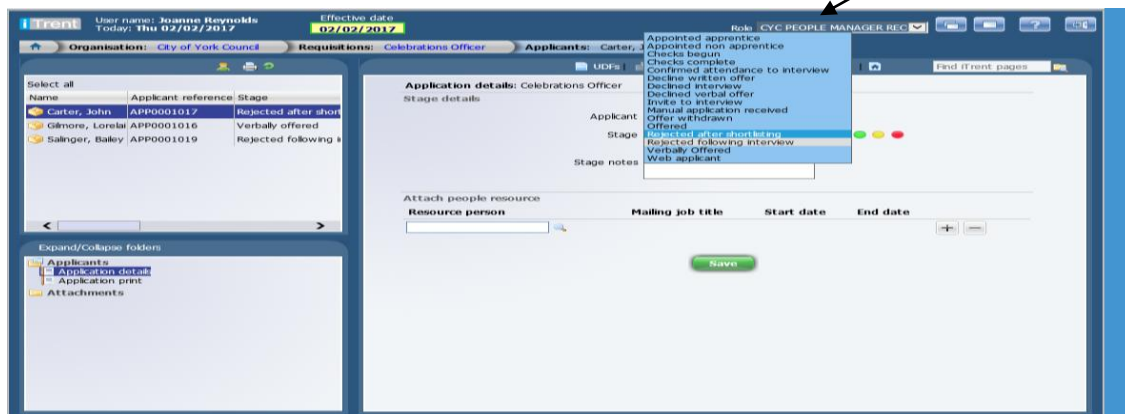 iTrent User name: Joanne Reynolds Effective date
Today: Thu 02/02/2017 02/02/2017 Role CYC PEOPLE MANAGER REC
Organisation: City of York Council Requisitions: Celebrations Officer Applicants: Carter, J
UDFs Find iTrent pages
Select all
Name Applicant reference Stage
Carter, John APP0001017 Rejected after short
Gilmore, Lorelai APP0001016 Verbally offered
Salinger, Bailey APP0001019 Rejected following i
Expand/Collapse folders
Applicants
Application details
Application print
Attachments
Application details: Celebrations Officer
Stage details
Applicant
Stage
Stage notes
Appointed apprentice
Appointed non apprentice
Checks begun
Checks complete
Confirmed attendance to interview
Decline written offer
Declined interview
Declined verbal offer
Invite to interview
Manual application received
Offer withdrawn
Offered
Rejected after shortlisting
Rejected following interview
Verbally Offered
Web applicant
Attach people resource
Resource person Mailing job title Start date End date
Save